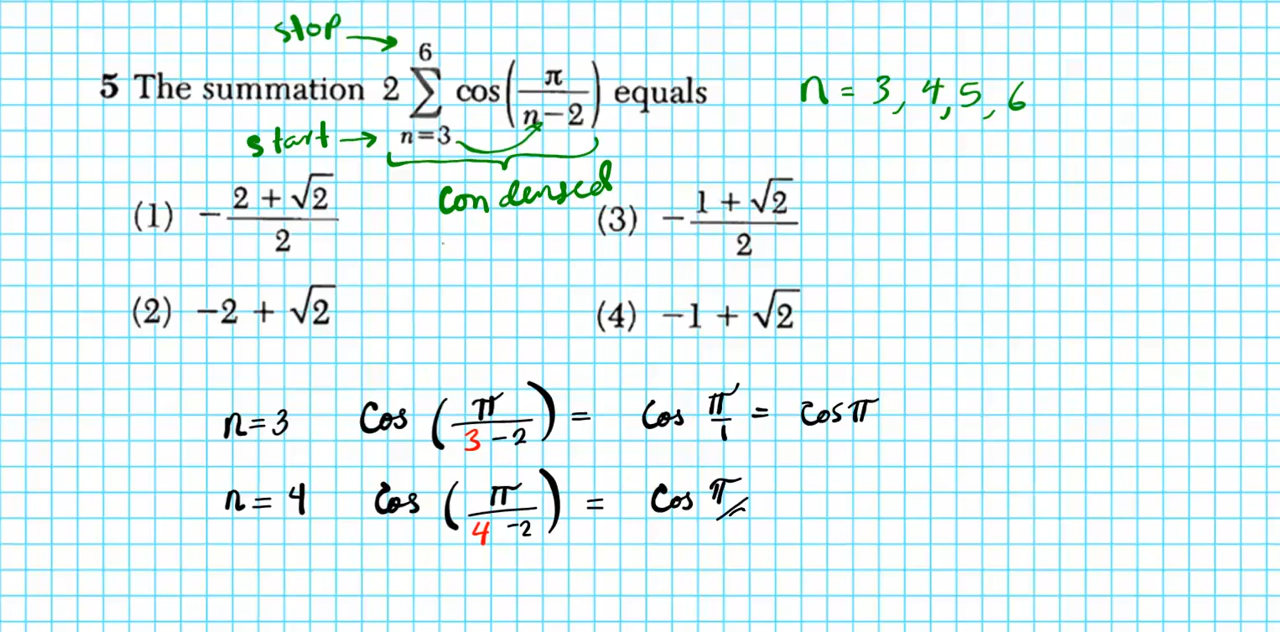 stop →
5 The summation 2 ∑_{n=3}^{6} cos(π/(n−2)) equals n = 3, 4, 5, 6
start →
condensed
(1) −(2 + √2)/2 (3) −(1 + √2)/2
(2) −2 + √2 (4) −1 + √2
n=3 cos (π/(3−2)) = cos π/1 = cos π
n=4 cos (π/(4−2)) = cos π/